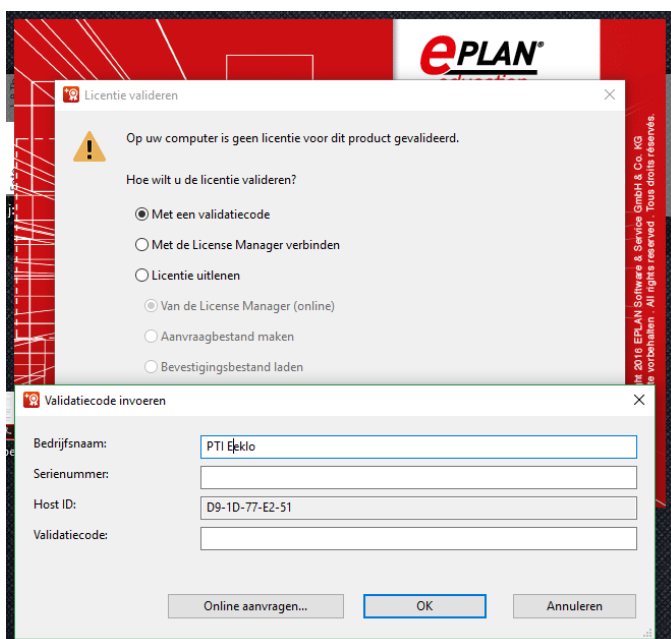 ePLAN®
education
Licentie valideren
Op uw computer is geen licentie voor dit product gevalideerd.
Hoe wilt u de licentie valideren?
Met een validatiecode
Met de License Manager verbinden
Licentie uitlenen
Van de License Manager (online)
Aanvraagbestand maken
Bevestigingsbestand laden
2016 EPLAN Software & Service GmbH & Co. KG
vorbehalten . All rights reserved . Tous droits réservés.
Validatiecode invoeren
Bedrijfsnaam: PTI Eeklo
Serienummer:
Host ID: D9-1D-77-E2-51
Validatiecode:
Online aanvragen... OK Annuleren